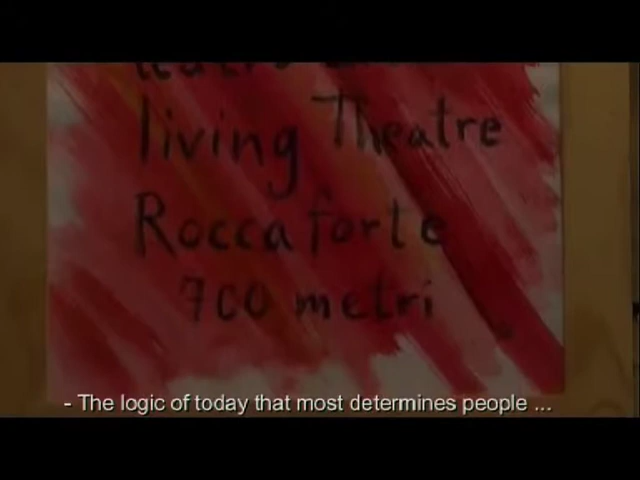 living Theatre
Roccaforte
700 metri
- The logic of today that most determines people ...